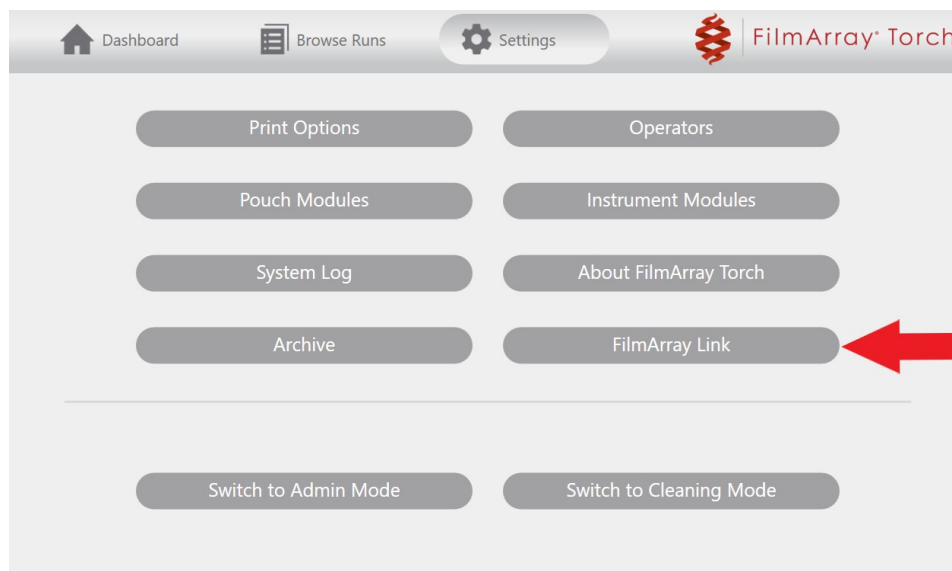 Dashboard Browse Runs Settings FilmArray® Torch
Print Options Operators
Pouch Modules Instrument Modules
System Log About FilmArray Torch
Archive FilmArray Link
Switch to Admin Mode Switch to Cleaning Mode